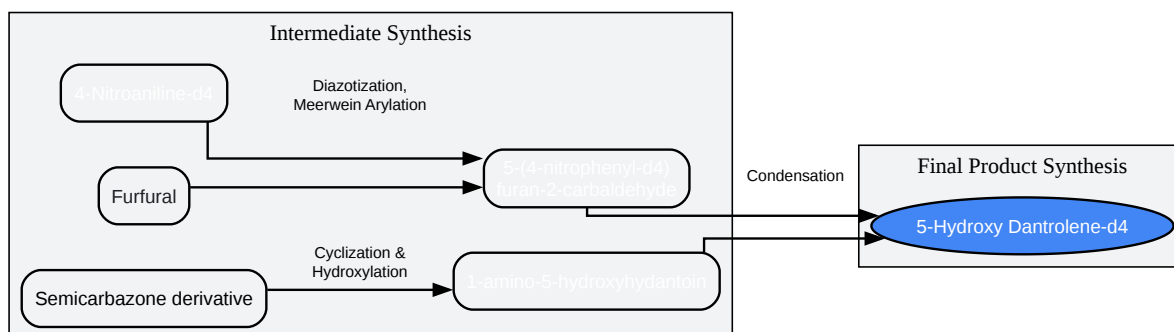 Intermediate Synthesis
4-Nitroaniline-d4
Diazotization,
Meerwein Arylation
Furfural
5-(4-nitrophenyl-d4)
furan-2-carbaldehyde
Semicarbazone derivative
Cyclization &
Hydroxylation
1-amino-5-hydroxyhydantoin
Condensation
Final Product Synthesis
5-Hydroxy Dantrolene-d4